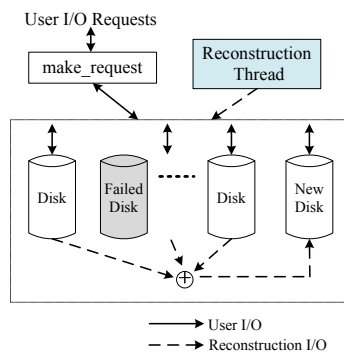 User I/O Requests
make_request
Reconstruction
Thread
Disk
Failed
Disk
Disk
New
Disk
User I/O
Reconstruction I/O